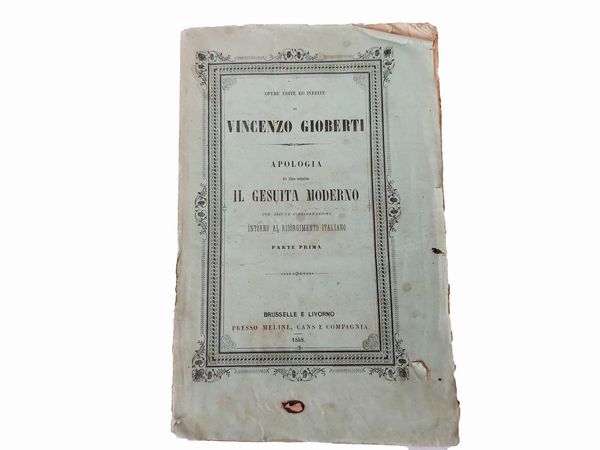 OPERE EDITE ED INEDITE
DI
VINCENZO GIOBERTI
APOLOGIA
del libro intitolato
IL GESUITA MODERNO
CON ALCUNE CONSIDERAZIONI
INTORNO AL RISORGIMENTO ITALIANO
PARTE PRIMA
BRUSSELLE E LIVORNO
PRESSO MELINE, CANS E COMPAGNIA
1848.